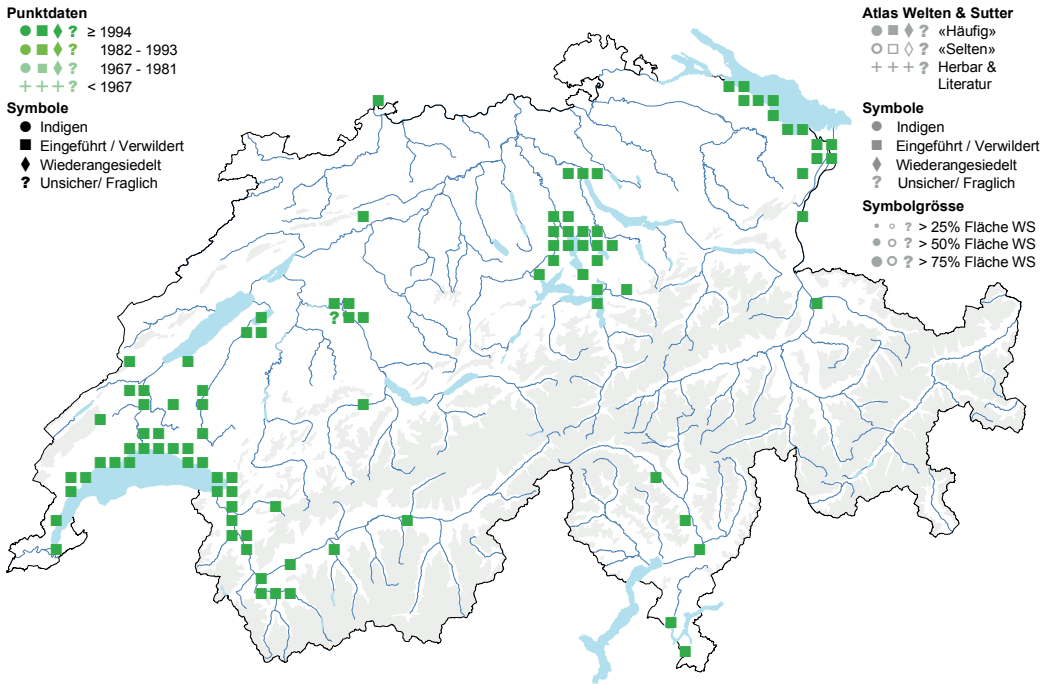 Punktdaten
? ≥ 1994
? 1982 - 1993
? 1967 - 1981
? < 1967
Symbole
Indigen
Eingeführt / Verwildert
Wiederangesiedelt
? Unsicher/ Fraglich
?
Atlas Welten & Sutter
? «Häufig»
? «Selten»
? Herbar &
Literatur
Symbole
Indigen
Eingeführt / Verwildert
Wiederangesiedelt
? Unsicher/ Fraglich
Symbolgrösse
? > 25% Fläche WS
? > 50% Fläche WS
? > 75% Fläche WS